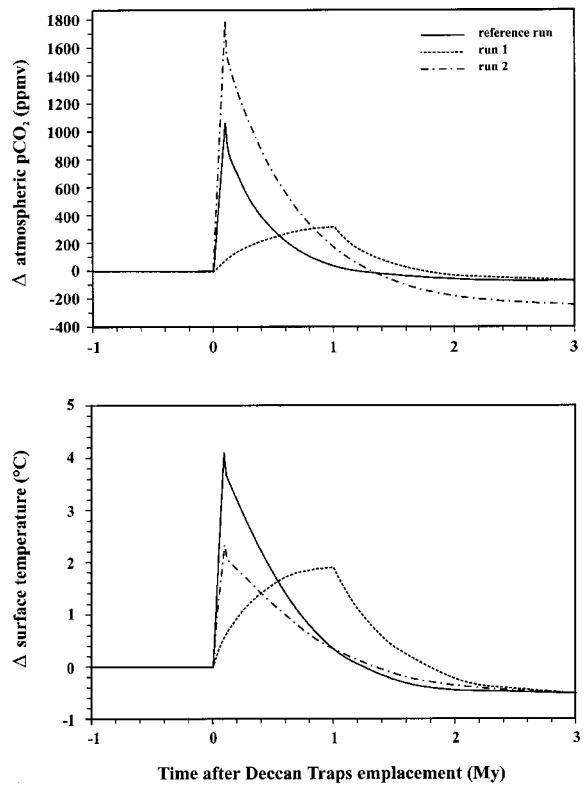 1800
1600
1400
1200
1000
800
600
400
200
0
-200
-400
Δ atmospheric pCO₂ (ppmv)
reference run
run 1
run 2
-1 0 1 2 3
5
4
3
2
1
0
-1
Δ surface temperature (°C)
-1 0 1 2 3
Time after Deccan Traps emplacement (My)